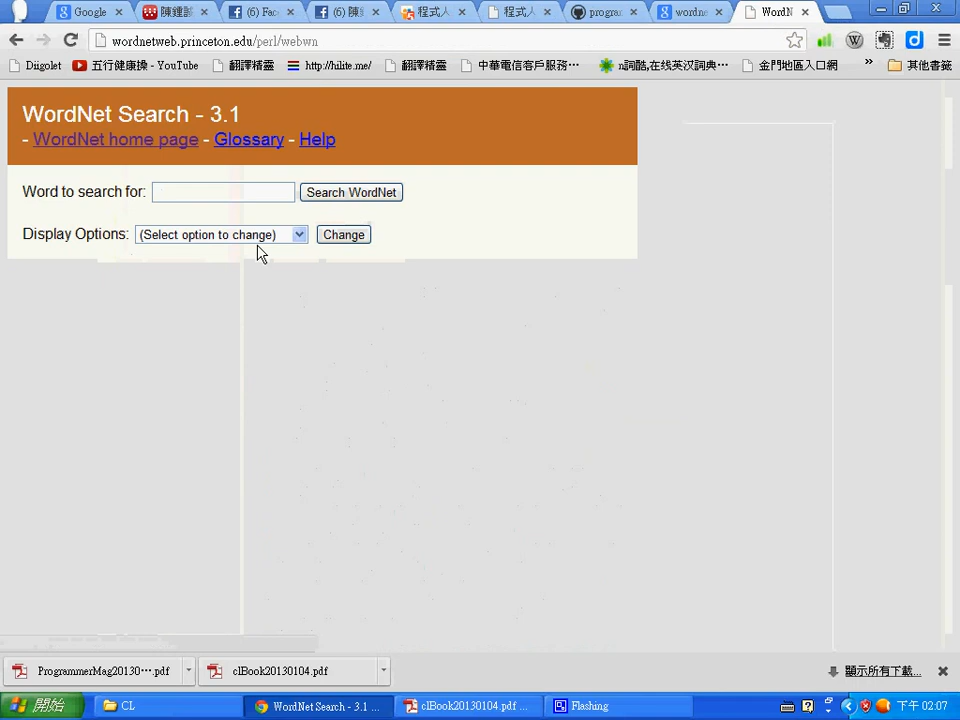 Google
陳鍾誠
(6) Fac
(6) 陳
程式人
程式人
progra
wordne
WordN
wordnetweb.princeton.edu/perl/webwn
Diigolet
五行健康操 - YouTube
翻譯精靈
http://hilite.me/
翻譯精靈
中華電信客戶服務…
n詞酷,在线英汉詞典…
金門地區入口網
»
其他書籤
WordNet Search - 3.1
- WordNet home page - Glossary - Help
Word to search for:
Search WordNet
Display Options:
(Select option to change)
Change
ProgrammerMag20130….pdf
clBook20130104.pdf
顯示所有下載...
開始
CL
WordNet Search - 3.1 ...
clBook20130104.pdf ...
Flashing
下午 02:07